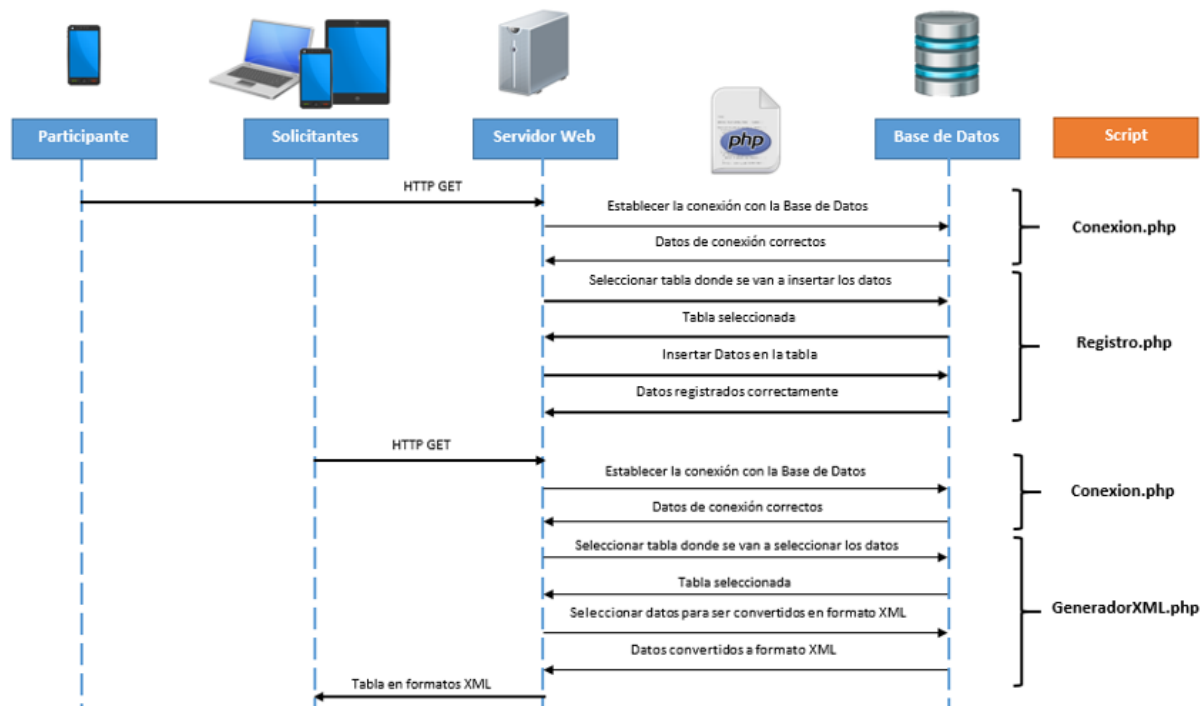 Participante
Solicitantes
Servidor Web
php
Base de Datos
Script
HTTP GET
Establecer la conexión con la Base de Datos
Datos de conexión correctos
Conexion.php
Seleccionar tabla donde se van a insertar los datos
Tabla seleccionada
Insertar Datos en la tabla
Datos registrados correctamente
Registro.php
HTTP GET
Establecer la conexión con la Base de Datos
Datos de conexión correctos
Conexion.php
Seleccionar tabla donde se van a seleccionar los datos
Tabla seleccionada
Seleccionar datos para ser convertidos en formato XML
Datos convertidos a formato XML
GeneradorXML.php
Tabla en formatos XML